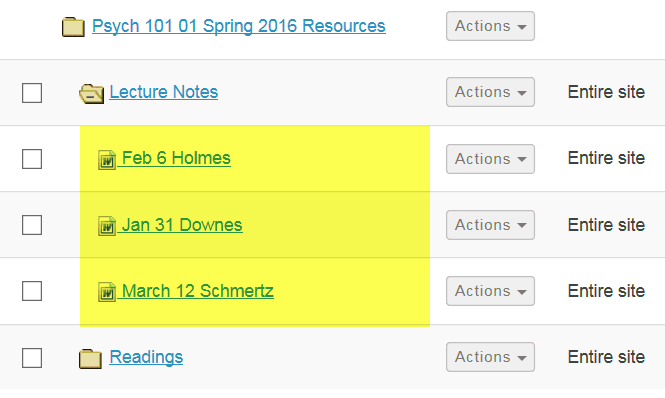 Psych 101 01 Spring 2016 Resources Actions
Lecture Notes Actions Entire site
Feb 6 Holmes Actions Entire site
Jan 31 Downes Actions Entire site
March 12 Schmertz Actions Entire site
Readings Actions Entire site